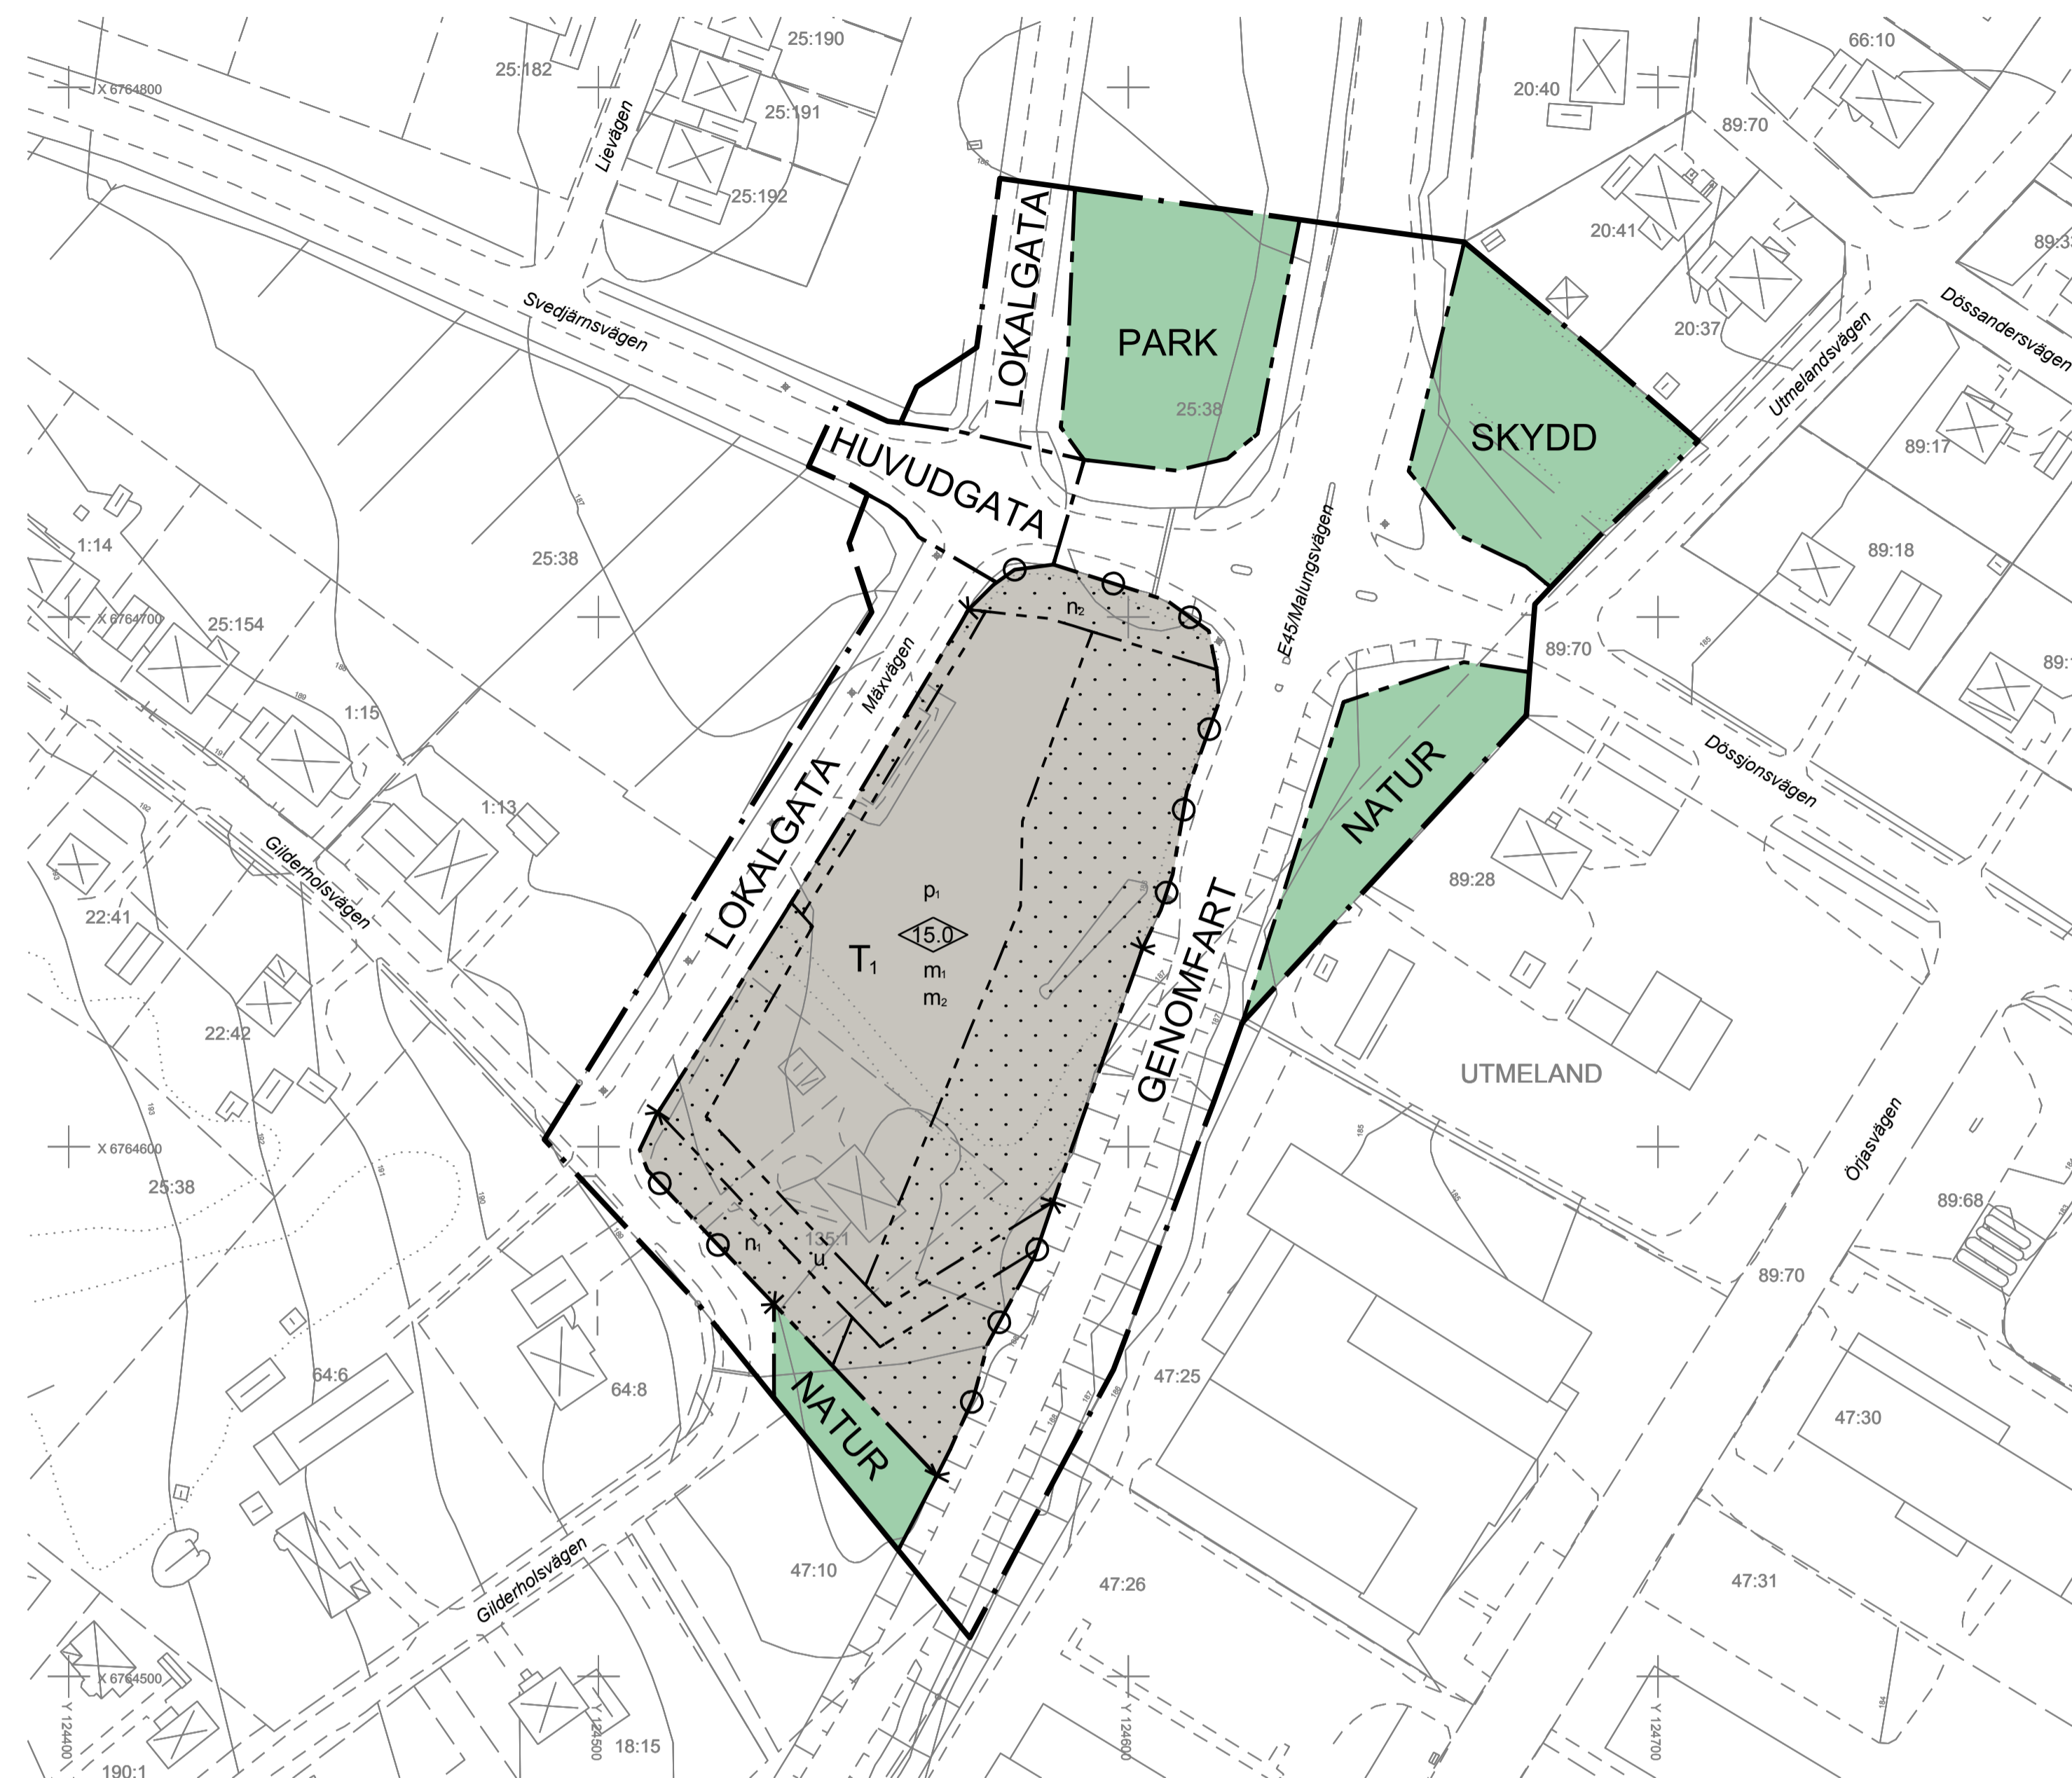 25:190
66:10
25:182
X 6764800
20:40
25:191
89:70
Lievägen
25:192
LOKALGATA
20:41
Dössandersvägen
Svedjärnsvägen
PARK
20:37
Utmelandsvägen
25:38
SKYDD
HUVUDGATA
89:17
1:14
25:38
89:18
E45/Malungsvägen
n2
X 6764700
25:154
89:70
Mäxvägen
1:15
NATUR
Dössjonsvägen
1:13
LOKALGATA
Gilderholsvägen
22:41
89:28
p1
15.0
T1
m1
m2
GENOMFART
22:42
UTMELAND
X 6764600
Örjasvägen
25:38
89:68
n1
135:1
u
89:70
64:6
64:8
NATUR
47:25
47:30
47:10
47:26
47:31
Gilderholsvägen
X 6764500
Y 124400
Y 124500
Y 124600
Y 124700
18:15
190:1